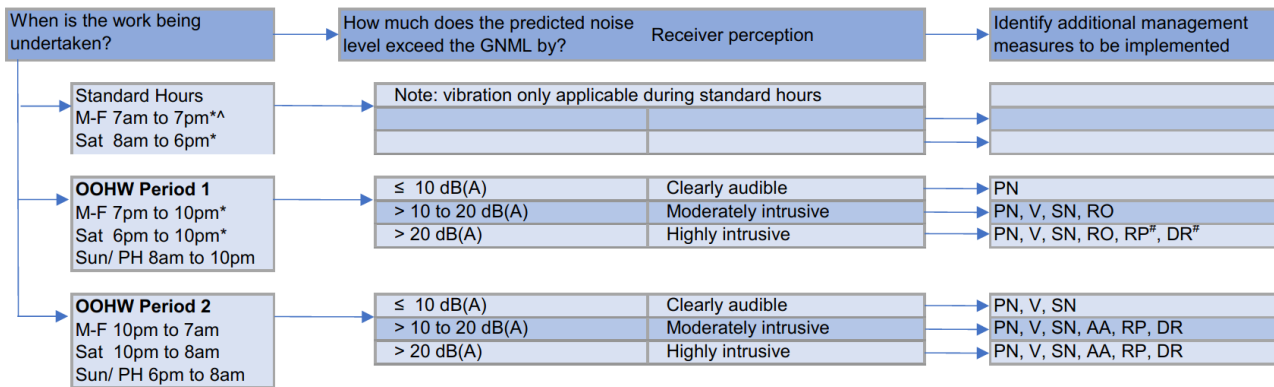 When is the work being
undertaken?
How much does the predicted noise
level exceed the GNML by?
Receiver perception
Identify additional management
measures to be implemented
Standard Hours
M-F 7am to 7pm*^
Sat 8am to 6pm*
Note: vibration only applicable during standard hours
OOHW Period 1
M-F 7pm to 10pm*
Sat 6pm to 10pm*
Sun/ PH 8am to 10pm
≤ 10 dB(A) Clearly audible PN
> 10 to 20 dB(A) Moderately intrusive PN, V, SN, RO
> 20 dB(A) Highly intrusive PN, V, SN, RO, RP#, DR#
OOHW Period 2
M-F 10pm to 7am
Sat 10pm to 8am
Sun/ PH 6pm to 8am
≤ 10 dB(A) Clearly audible PN, V, SN
> 10 to 20 dB(A) Moderately intrusive PN, V, SN, AA, RP, DR
> 20 dB(A) Highly intrusive PN, V, SN, AA, RP, DR